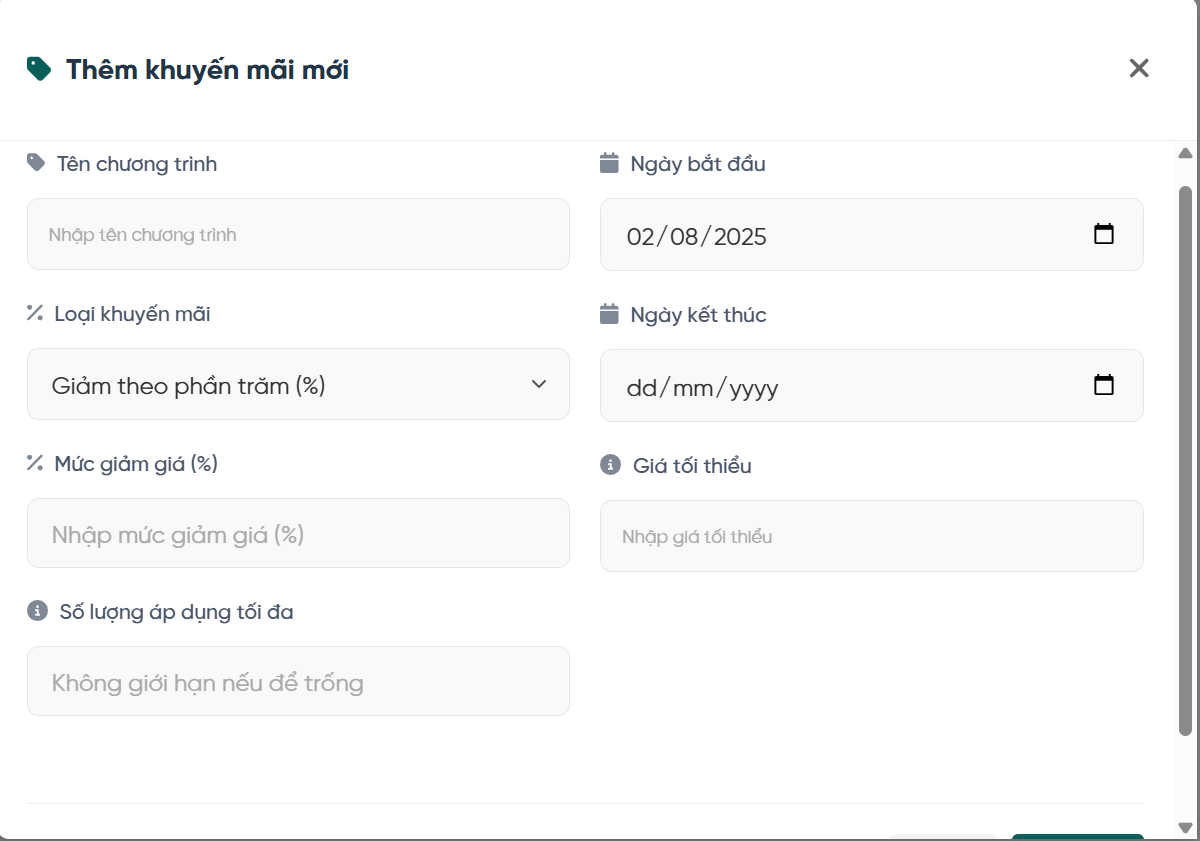 Thêm khuyến mãi mới
Tên chương trình
Nhập tên chương trình
Ngày bắt đầu
02/08/2025
Loại khuyến mãi
Giảm theo phần trăm (%)
Ngày kết thúc
dd/mm/yyyy
Mức giảm giá (%)
Nhập mức giảm giá (%)
Giá tối thiểu
Nhập giá tối thiểu
Số lượng áp dụng tối đa
Không giới hạn nếu để trống